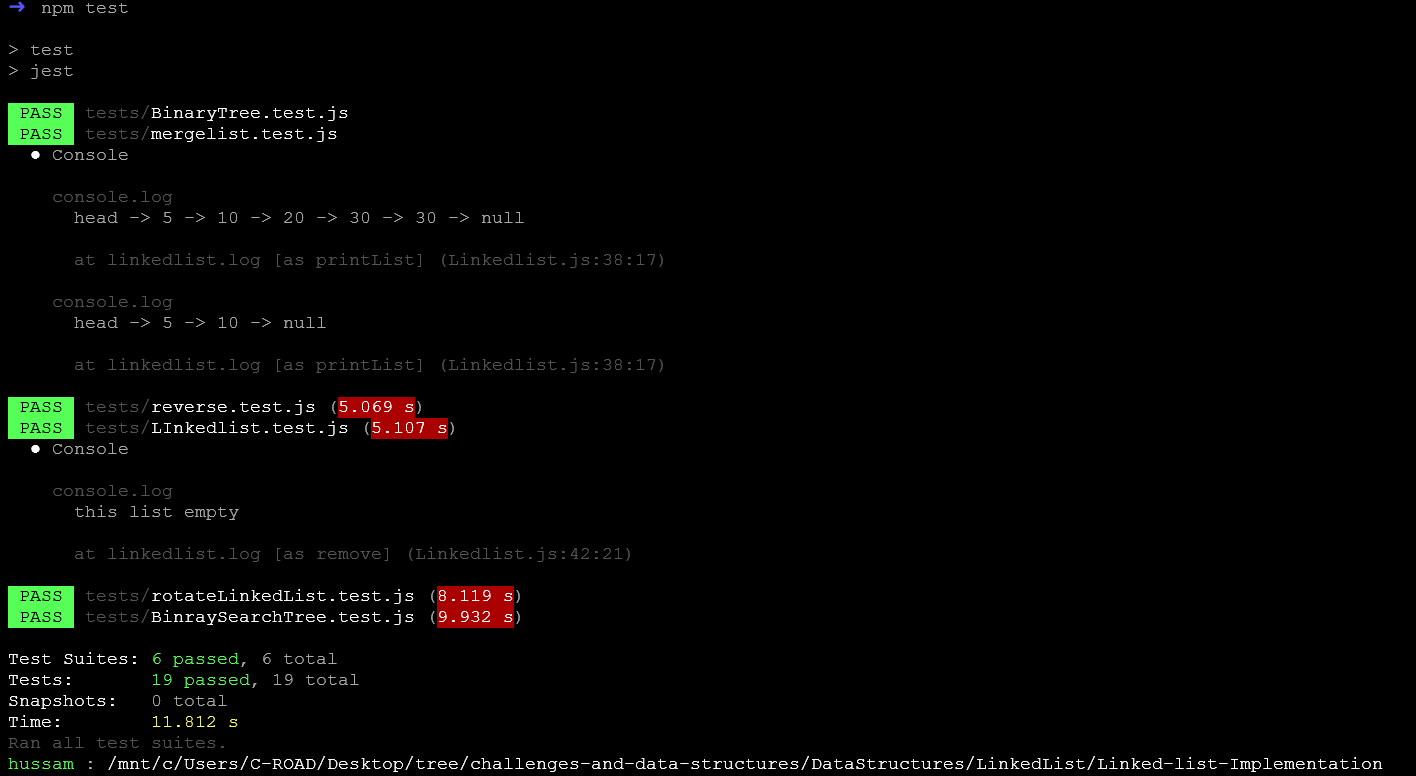 ➜ npm test
> test
> jest
PASS tests/BinaryTree.test.js
PASS tests/mergelist.test.js
● Console
console.log
head -> 5 -> 10 -> 20 -> 30 -> 30 -> null
at linkedlist.log [as printList] (Linkedlist.js:38:17)
console.log
head -> 5 -> 10 -> null
at linkedlist.log [as printList] (Linkedlist.js:38:17)
PASS tests/reverse.test.js (5.069 s)
PASS tests/LInkedlist.test.js (5.107 s)
● Console
console.log
this list empty
at linkedlist.log [as remove] (Linkedlist.js:42:21)
PASS tests/rotateLinkedList.test.js (8.119 s)
PASS tests/BinraySearchTree.test.js (9.932 s)
Test Suites: 6 passed, 6 total
Tests: 19 passed, 19 total
Snapshots: 0 total
Time: 11.812 s
Ran all test suites.
hussam : /mnt/c/Users/C-ROAD/Desktop/tree/challenges-and-data-structures/DataStructures/LinkedList/Linked-list-Implementation